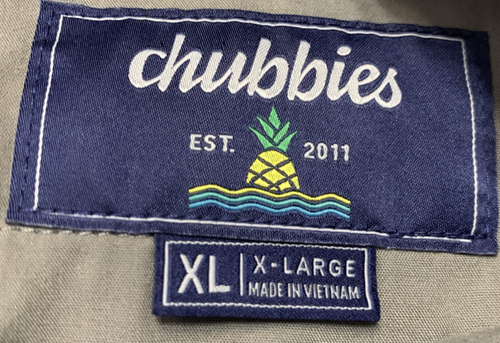 chubbies
EST. 2011
XL X-LARGE
MADE IN VIETNAM